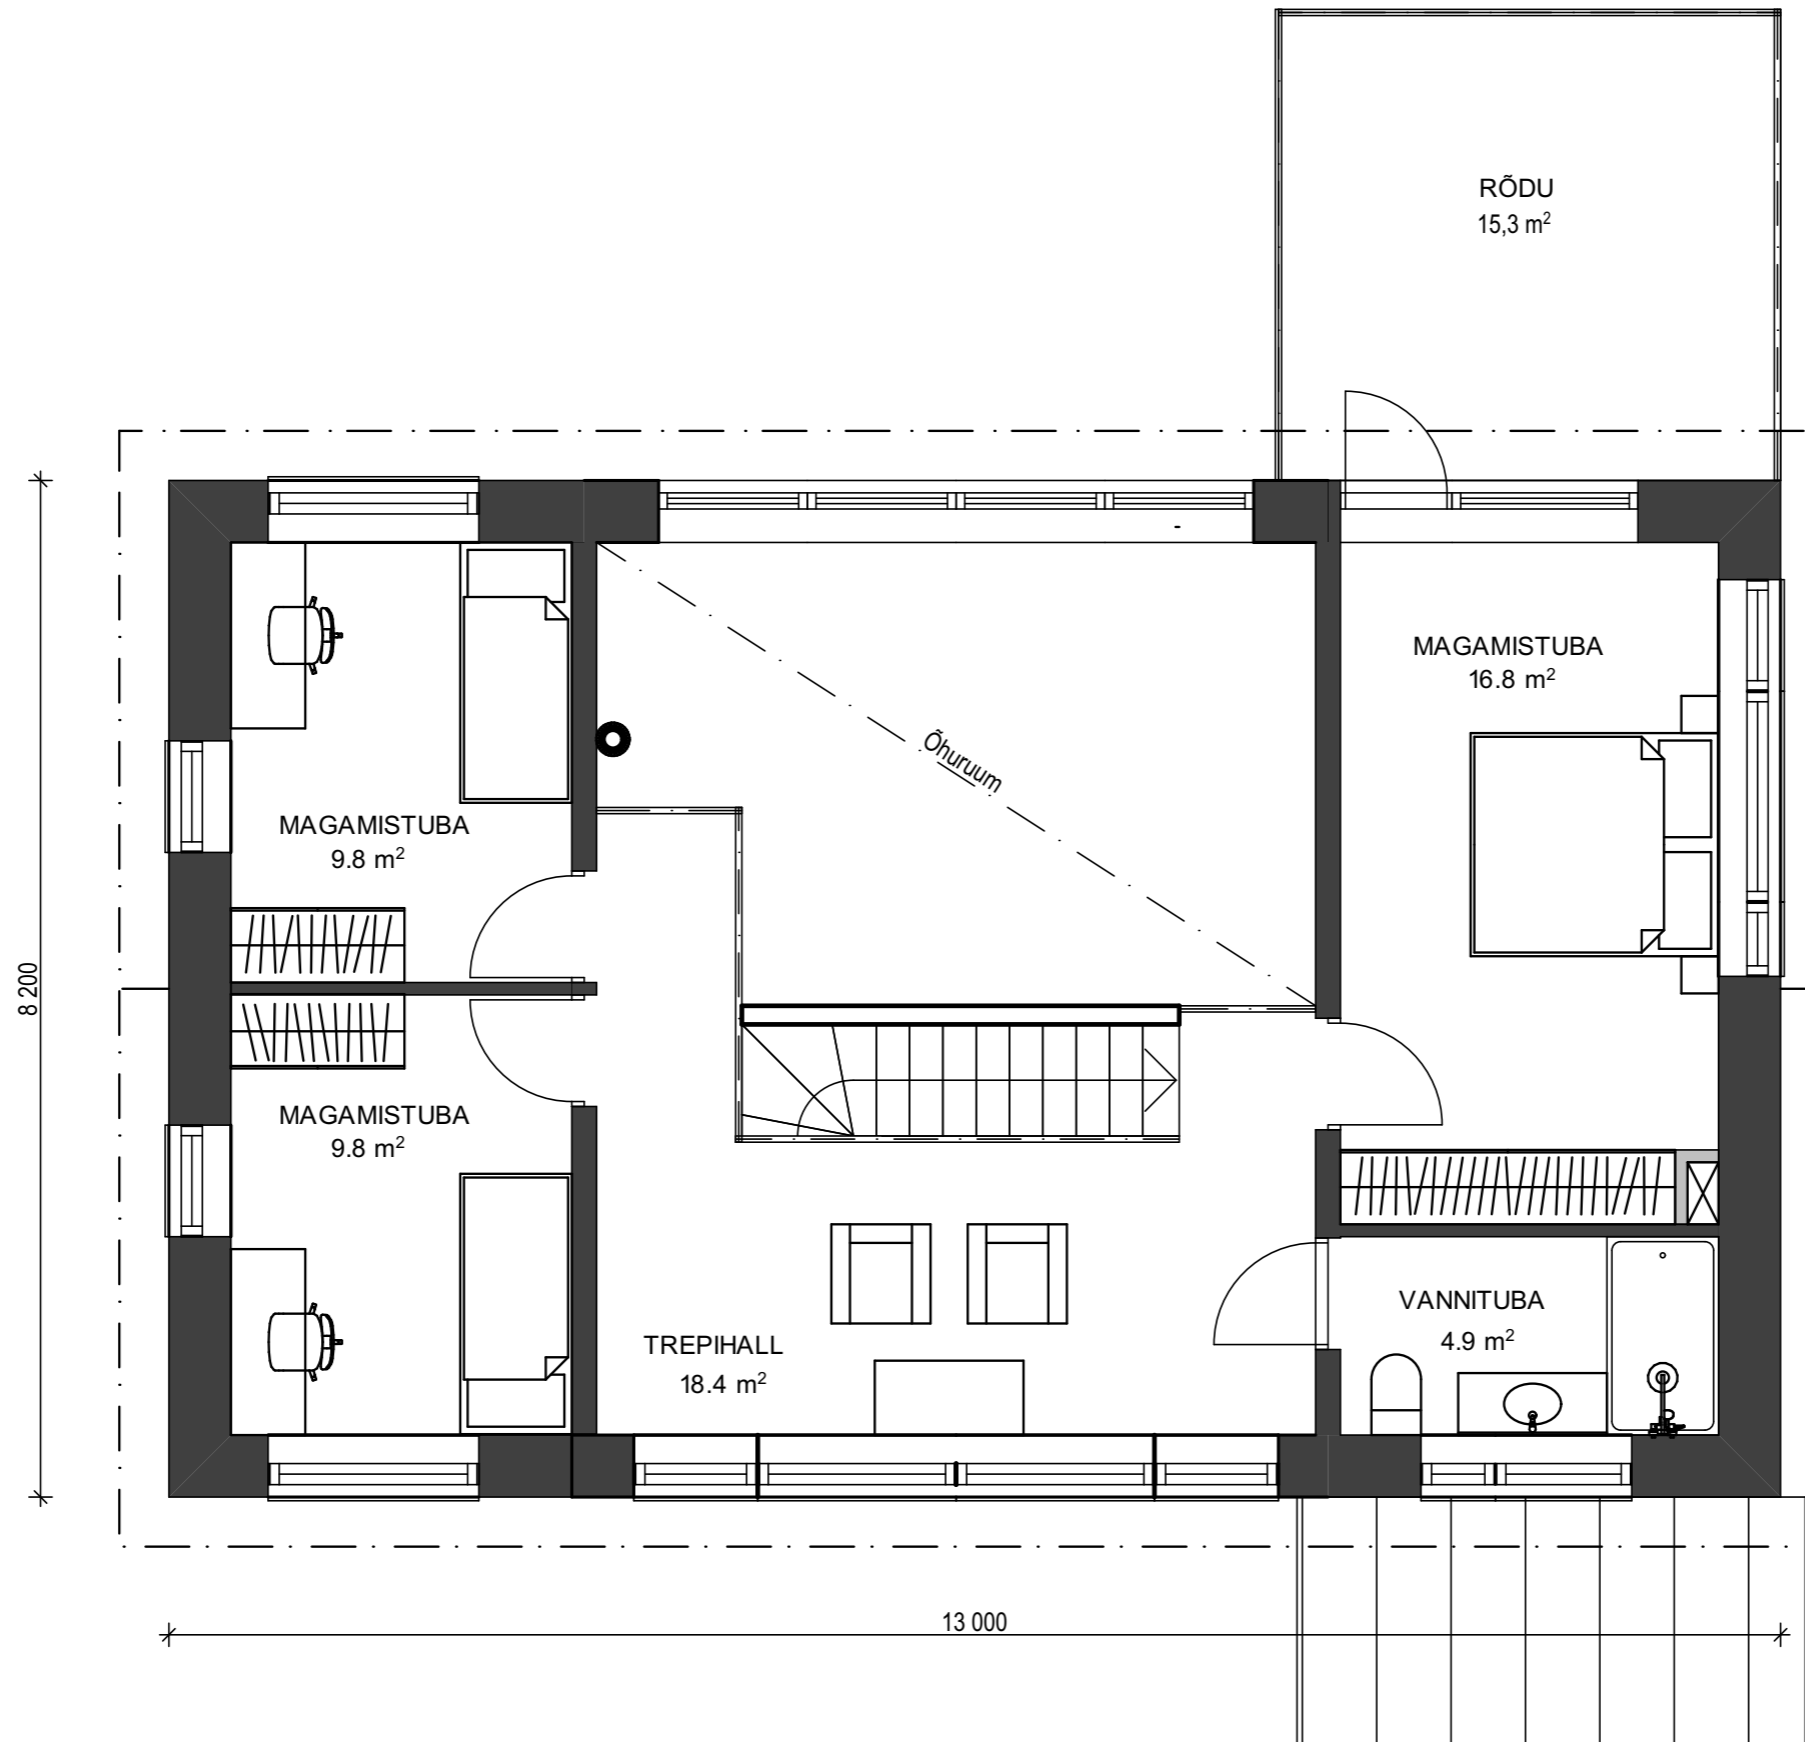 RÕDU
15,3 m²
MAGAMISTUBA
16.8 m²
Õhuruum
MAGAMISTUBA
9.8 m²
8 200
MAGAMISTUBA
9.8 m²
VANNITUBA
4.9 m²
TREPIHALL
18.4 m²
13 000